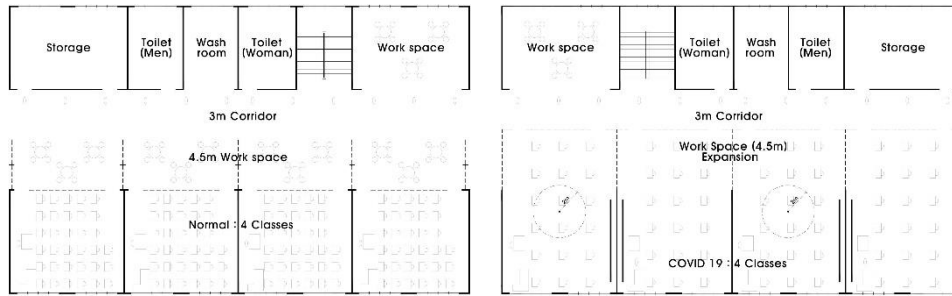 Storage
Toilet
(Men)
Wash
room
Toilet
(Woman)
Work space
3m Corridor
4.5m Work space
Normal : 4 Classes
Work space
Toilet
(Woman)
Wash
room
Toilet
(Men)
Storage
3m Corridor
Work Space (4.5m)
Expansion
COVID 19 : 4 Classes